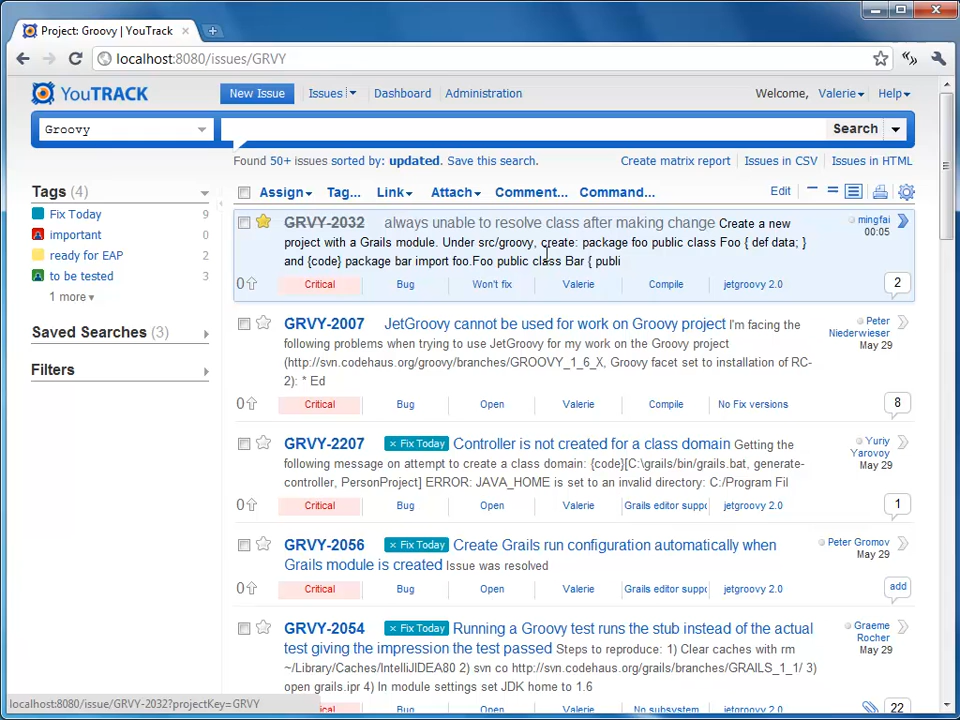 Project: Groovy | YouTrack
localhost:8080/issues/GRVY
YouTRACK
New Issue Issues Dashboard Administration
Welcome, Valerie Help
Groovy
Search
Found 50+ issues sorted by: updated. Save this search.
Create matrix report Issues in CSV Issues in HTML
Tags (4)
Fix Today 9
important 0
ready for EAP 2
to be tested 3
1 more
Saved Searches (3)
Filters
Assign Tag... Link Attach Comment... Command... Edit
GRVY-2032 always unable to resolve class after making change Create a new
project with a Grails module. Under src/groovy, create: package foo public class Foo { def data; }
and {code} package bar import foo.Foo public class Bar { publi
mingfai
00:05
0 Critical Bug Won't fix Valerie Compile jetgroovy 2.0 2
GRVY-2007 JetGroovy cannot be used for work on Groovy project I'm facing the
following problems when trying to use JetGroovy for my work on the Groovy project
(http://svn.codehaus.org/groovy/branches/GROOVY_1_6_X, Groovy facet set to installation of RC-
2): * Ed
Peter
Niederwieser
May 29
0 Critical Bug Open Valerie Compile No Fix versions 8
GRVY-2207 × Fix Today Controller is not created for a class domain Getting the
following message on attempt to create a class domain: {code}[C:\grails/bin/grails.bat, generate-
controller, PersonProject] ERROR: JAVA_HOME is set to an invalid directory: C:/Program Fil
Yuriy
Yarovoy
May 29
0 Critical Bug Open Valerie Grails editor suppo jetgroovy 2.0 1
GRVY-2056 × Fix Today Create Grails run configuration automatically when
Grails module is created Issue was resolved
Peter Gromov
May 29
0 Critical Bug Open Valerie Grails editor suppo jetgroovy 2.0 add
GRVY-2054 × Fix Today Running a Groovy test runs the stub instead of the actual
test giving the impression the test passed Steps to reproduce: 1) Clear caches with rm
~/Library/Caches/IntelliJIDEA80 2) svn co http://svn.codehaus.org/grails/branches/GRAILS_1_1/ 3)
open grails.ipr 4) In module settings set JDK home to 1.6
Graeme
Rocher
May 29
Critical Bug Open Valerie No subsystem jetgroovy 2.0 22
localhost:8080/issue/GRVY-2032?projectKey=GRVY